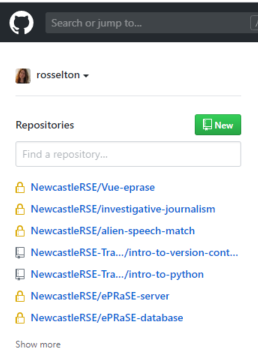 Search or jump to...
rosselton
Repositories
New
Find a repository...
NewcastleRSE/Vue-eprase
NewcastleRSE/investigative-journalism
NewcastleRSE/alien-speech-match
NewcastleRSE-Tra.../intro-to-version-cont...
NewcastleRSE-Tra.../intro-to-python
NewcastleRSE/ePRaSE-server
NewcastleRSE/ePRaSE-database
Show more